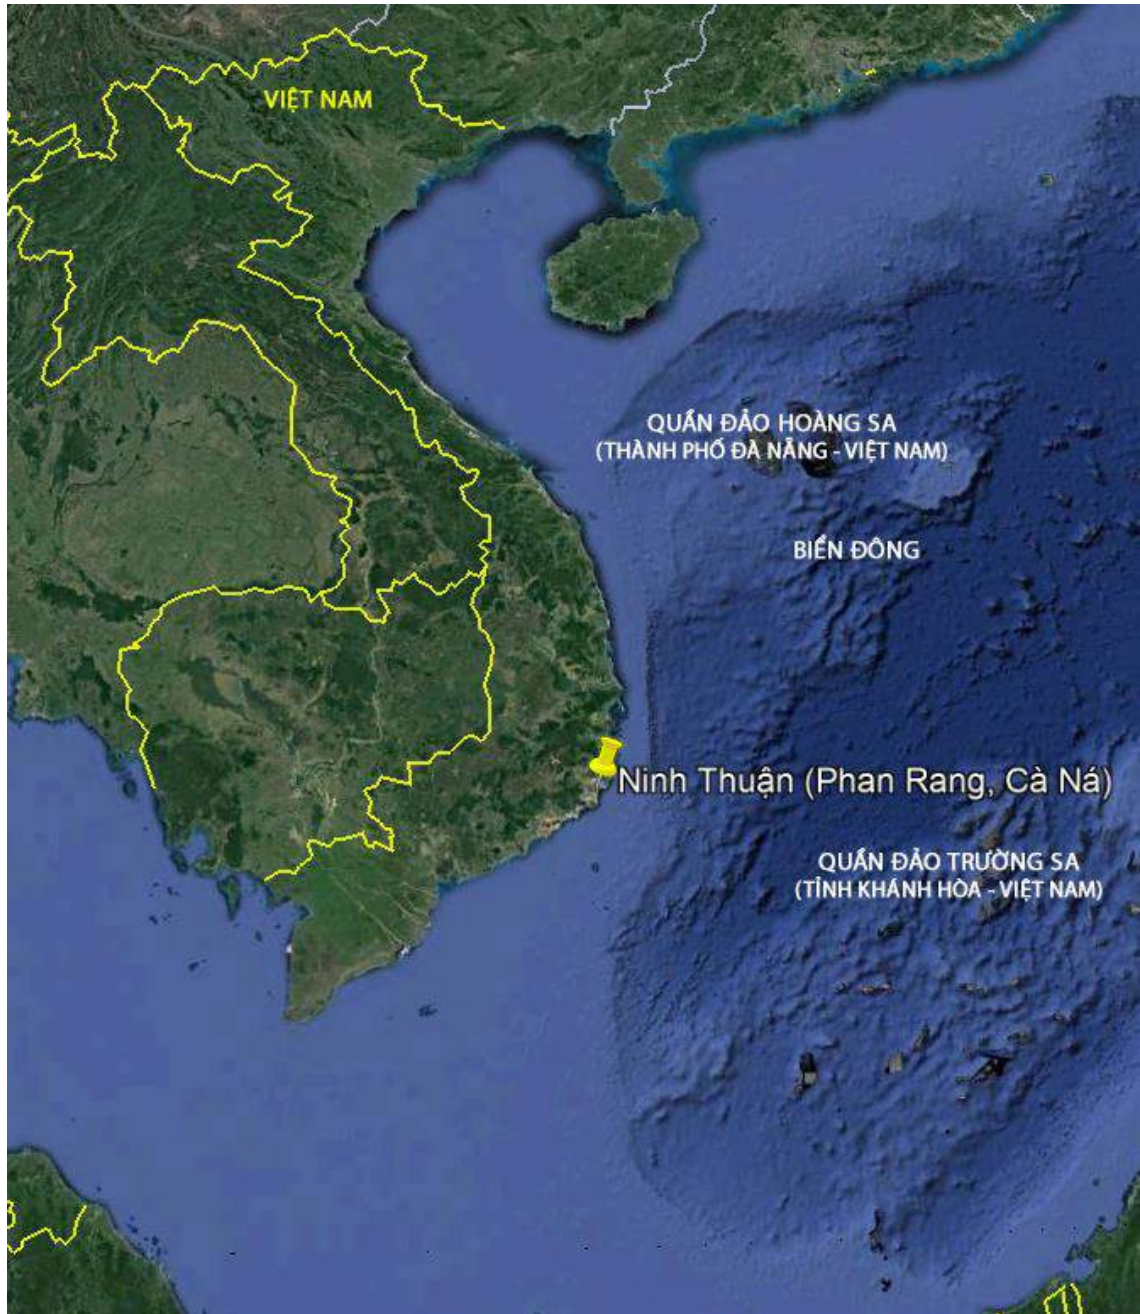 VIỆT NAM
QUẦN ĐẢO HOÀNG SA
(THÀNH PHỐ ĐÀ NẴNG - VIỆT NAM)
BIỂN ĐÔNG
Ninh Thuận (Phan Rang, Cà Ná)
QUẦN ĐẢO TRƯỜNG SA
(TỈNH KHÁNH HÒA - VIỆT NAM)